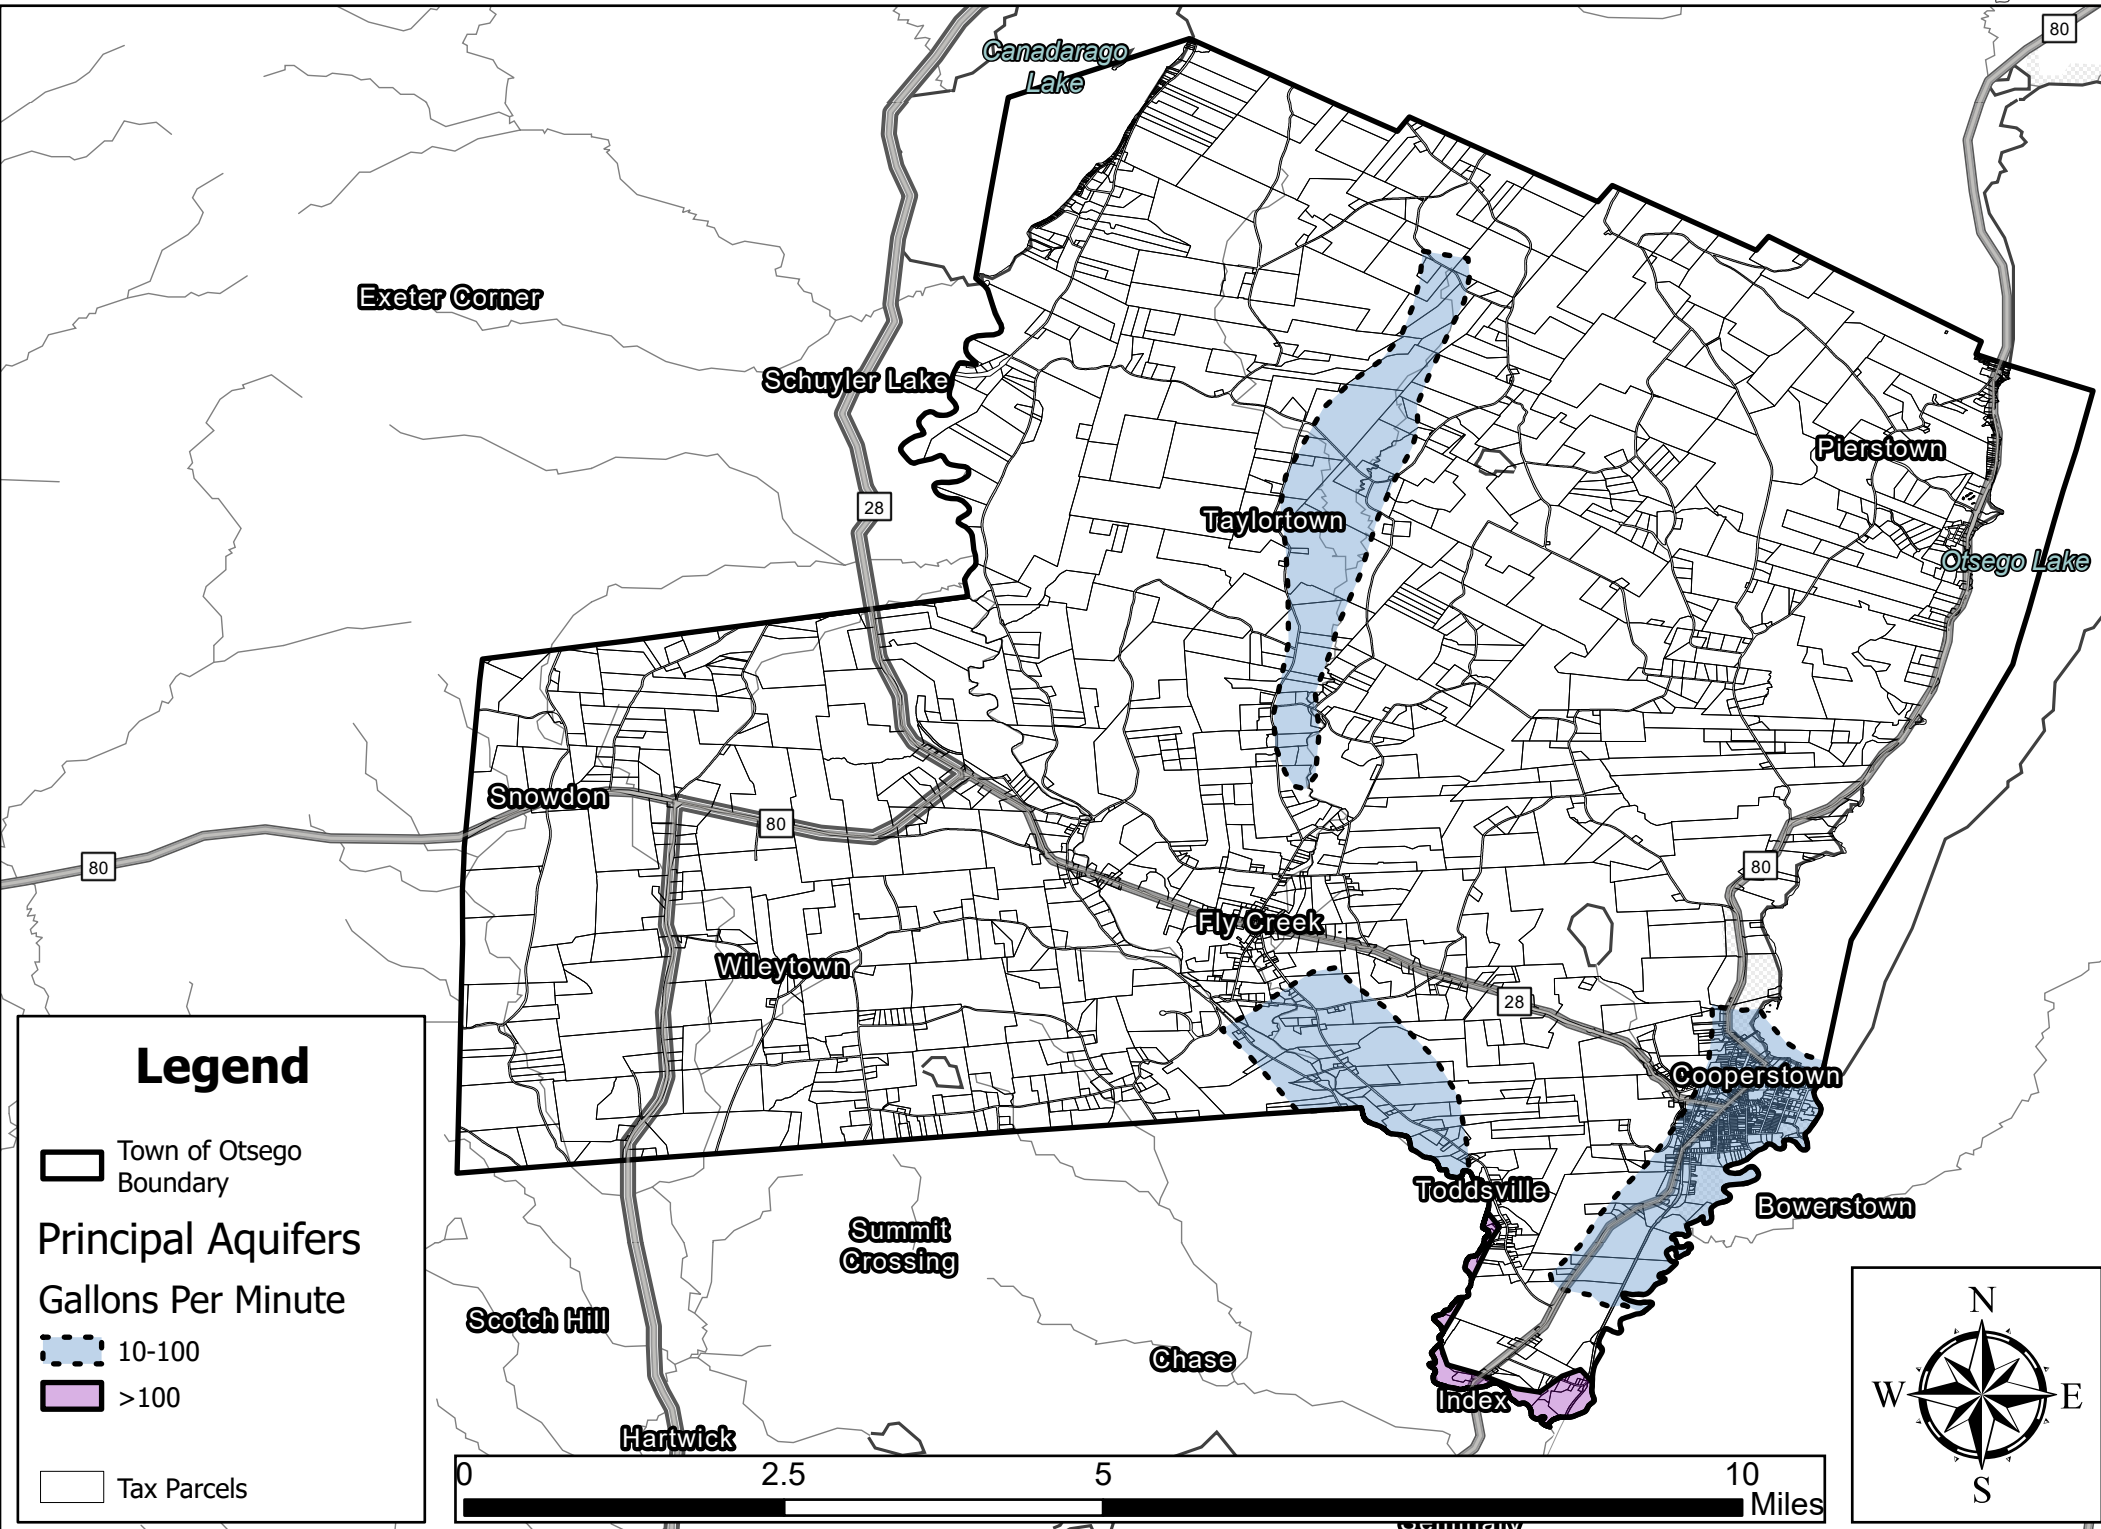 80
Canadarago
Lake
Exeter Corner
Schuyler Lake
Pierstown
28
Taylortown
Otsego Lake
Snowdon
80
80
80
Fly Creek
Wileytown
28
Cooperstown
Toddsville
Bowerstown
Summit
Crossing
Scotch Hill
Chase
Index
Hartwick
Legend
Town of Otsego
Boundary
Principal Aquifers
Gallons Per Minute
10-100
>100
Tax Parcels
0 2.5 5 10
Miles
N
W E
S